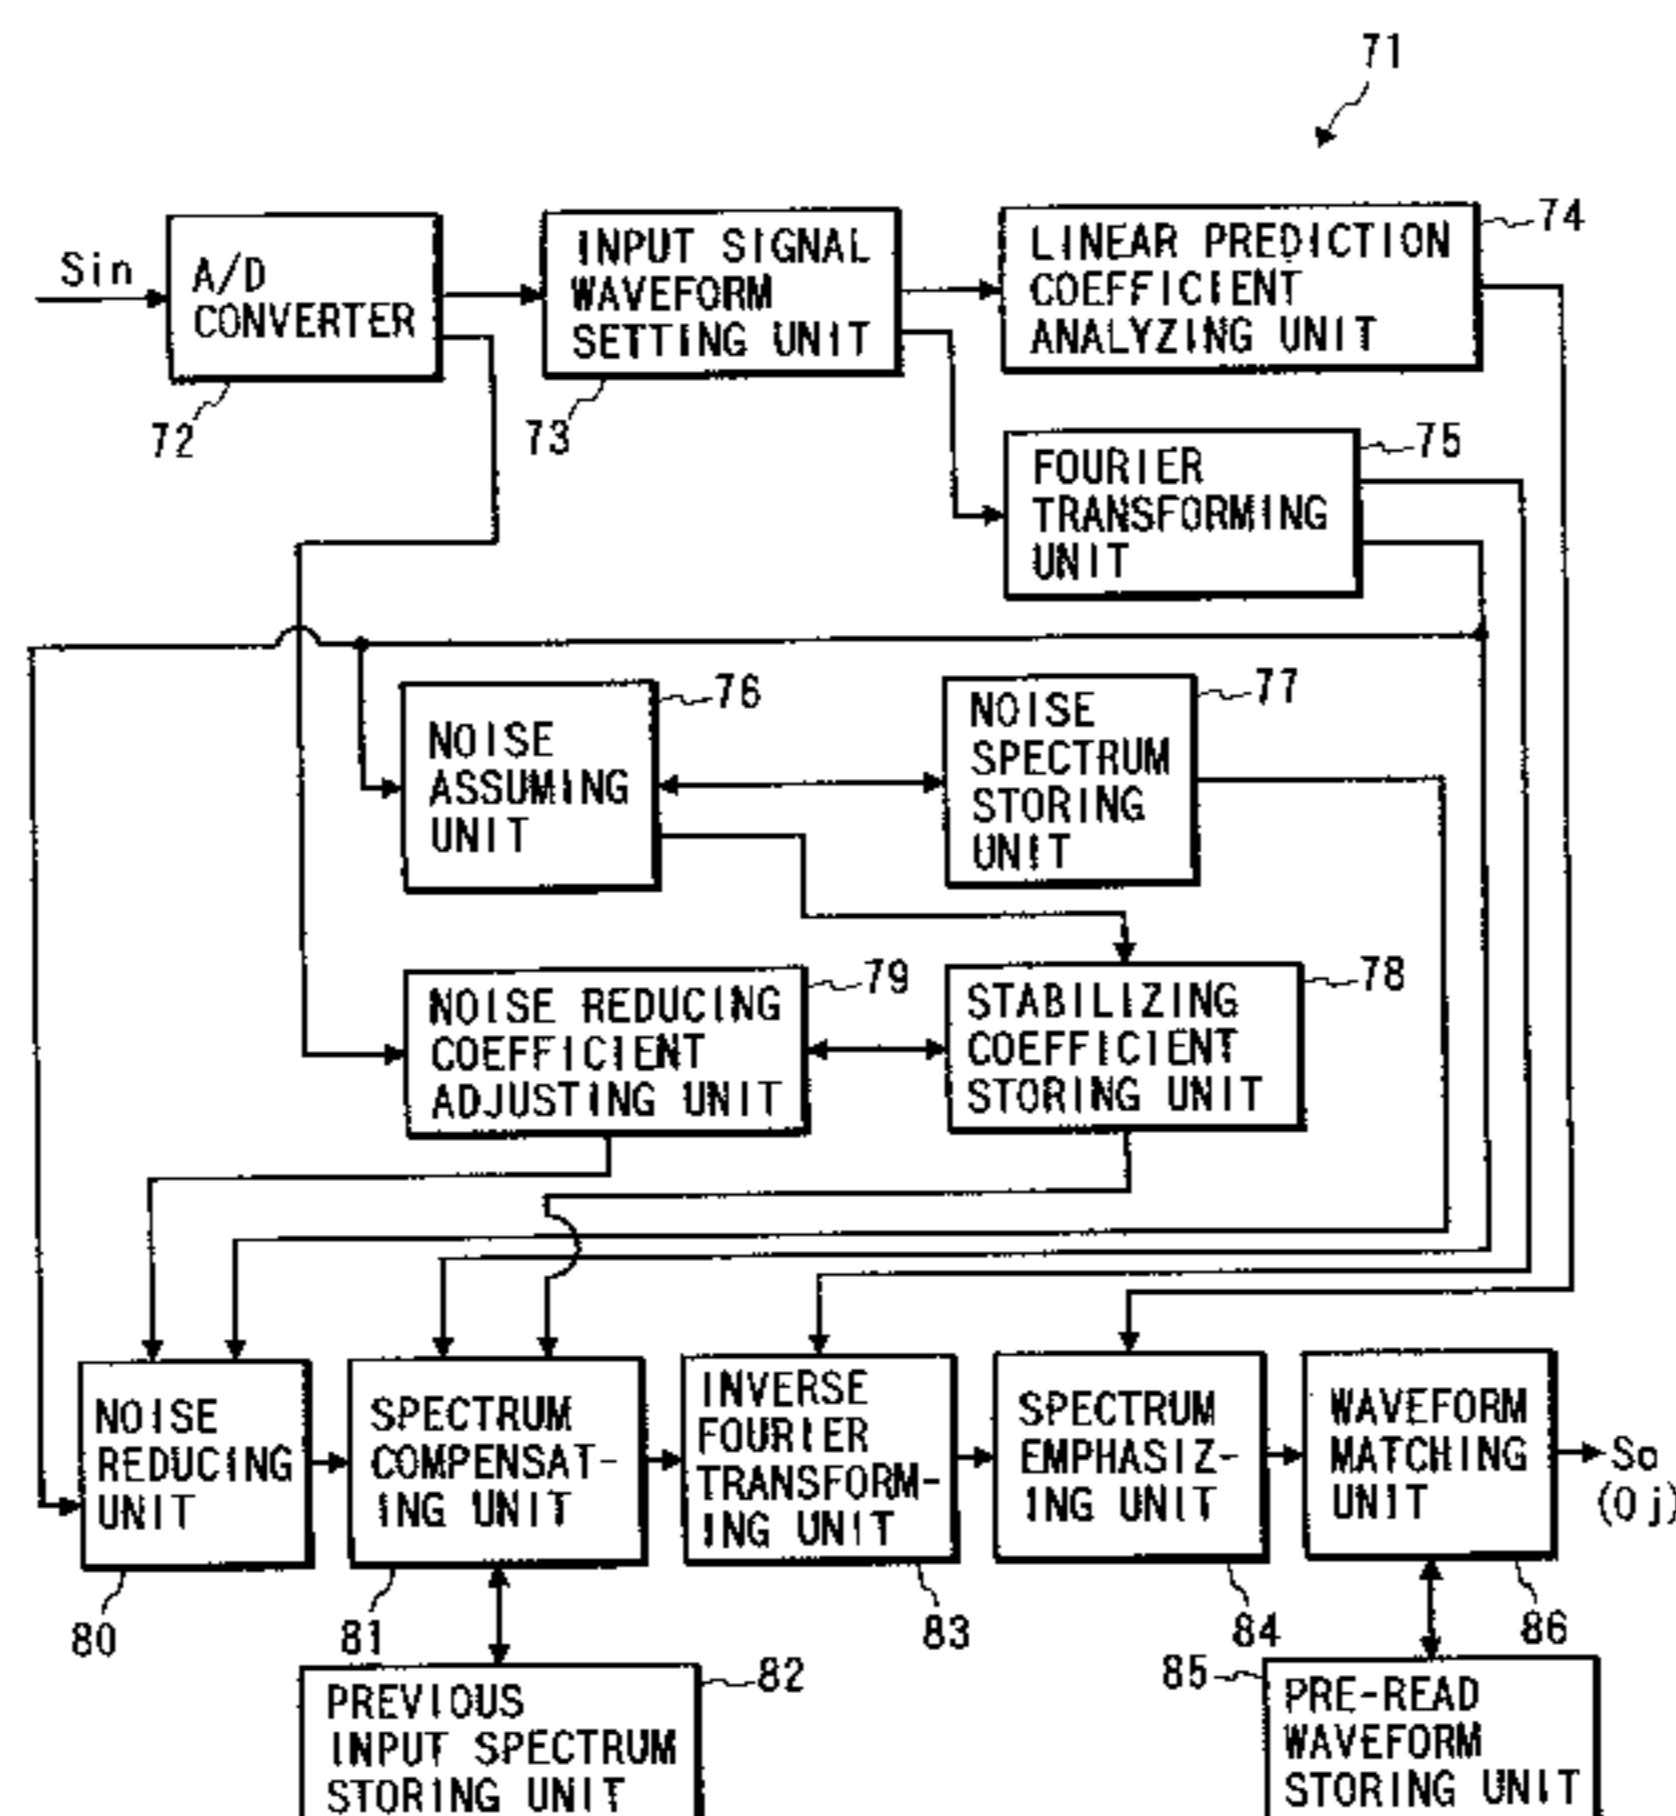 71
Sin
A/D
CONVERTER
72
INPUT SIGNAL
WAVEFORM
SETTING UNIT
73
LINEAR PREDICTION
COEFFICIENT
ANALYZING UNIT
74
FOURIER
TRANSFORMING
UNIT
75
NOISE
ASSUMING
UNIT
76
NOISE
SPECTRUM
STORING
UNIT
77
NOISE REDUCING
COEFFICIENT
ADJUSTING UNIT
79
STABILIZING
COEFFICIENT
STORING UNIT
78
NOISE
REDUCING
UNIT
80
SPECTRUM
COMPENSAT-
ING UNIT
81
INVERSE
FOURIER
TRANSFORM-
ING UNIT
83
SPECTRUM
EMPHASIZ-
ING UNIT
84
WAVEFORM
MATCHING
UNIT
86
So
(Oj)
PREVIOUS
INPUT SPECTRUM
STORING UNIT
82
85
PRE-READ
WAVEFORM
STORING UNIT